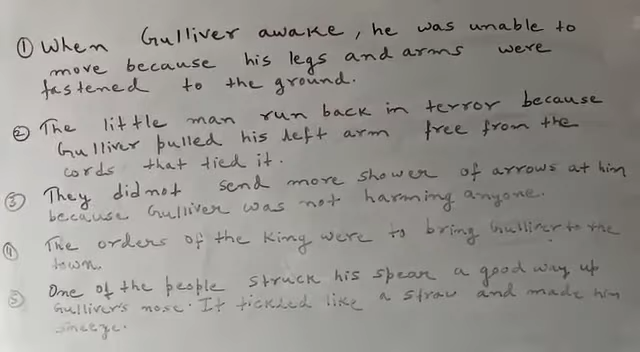 ① When Gulliver awake, he was unable to
move because his legs and arms were
fastened to the ground.
② The little man run back in terror because
Gulliver pulled his left arm free from the
cords that tied it.
③ They did not send more shower of arrows at him
because Gulliver was not harming anyone.
④ The orders of the King were to bring Gulliver to the
town.
⑤ One of the people struck his spear a good way up
Gulliver's nose. It tickled like a straw and made him
sneeze.